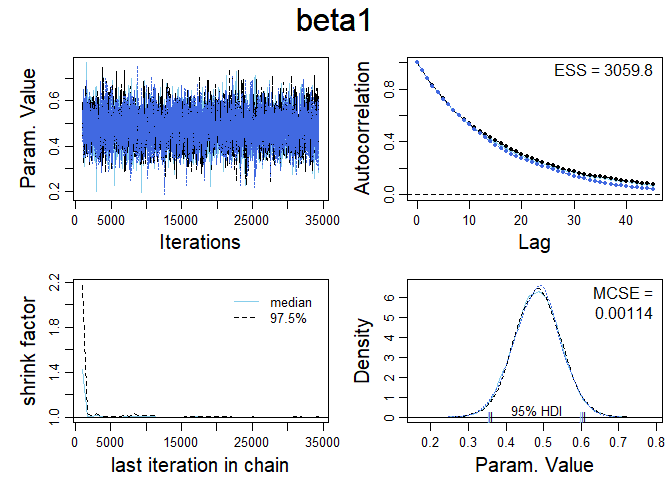 beta1
Param. Value
0.2 0.4 0.6
5000 15000 25000 35000
0
Iterations
Autocorrelation
0.0 0.4 0.8
ESS = 3059.8
0 10 20 30 40
Lag
shrink factor
1.0 1.4 1.8 2.2
median
97.5%
0 5000 15000 25000 35000
last iteration in chain
Density
0 1 2 3 4 5 6
MCSE =
0.00114
95% HDI
0.2 0.3 0.4 0.5 0.6 0.7 0.8
Param. Value